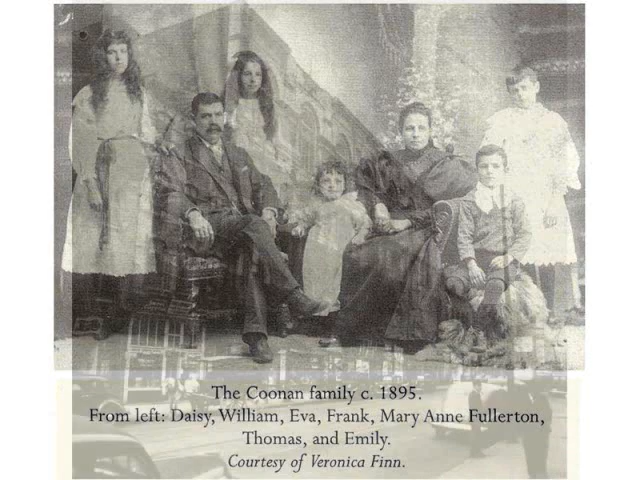 The Coonan family c. 1895.
From left: Daisy, William, Eva, Frank, Mary Anne Fullerton,
Thomas, and Emily.
Courtesy of Veronica Finn.